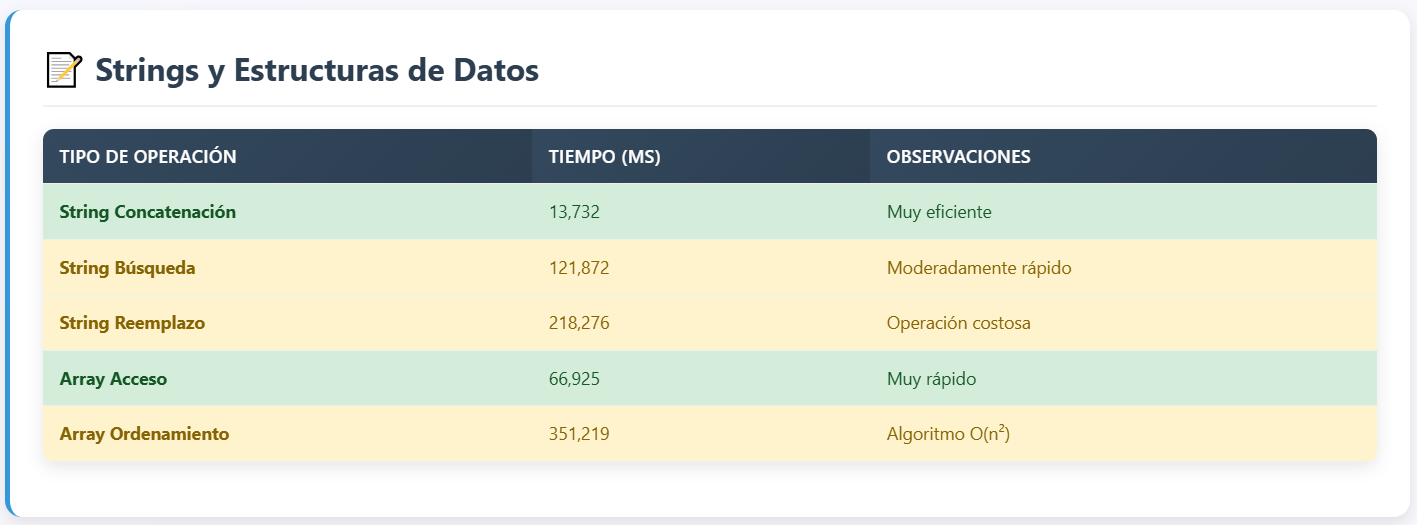 Strings y Estructuras de Datos
TIPO DE OPERACIÓN TIEMPO (MS) OBSERVACIONES
String Concatenación 13,732 Muy eficiente
String Búsqueda 121,872 Moderadamente rápido
String Reemplazo 218,276 Operación costosa
Array Acceso 66,925 Muy rápido
Array Ordenamiento 351,219 Algoritmo O(n²)